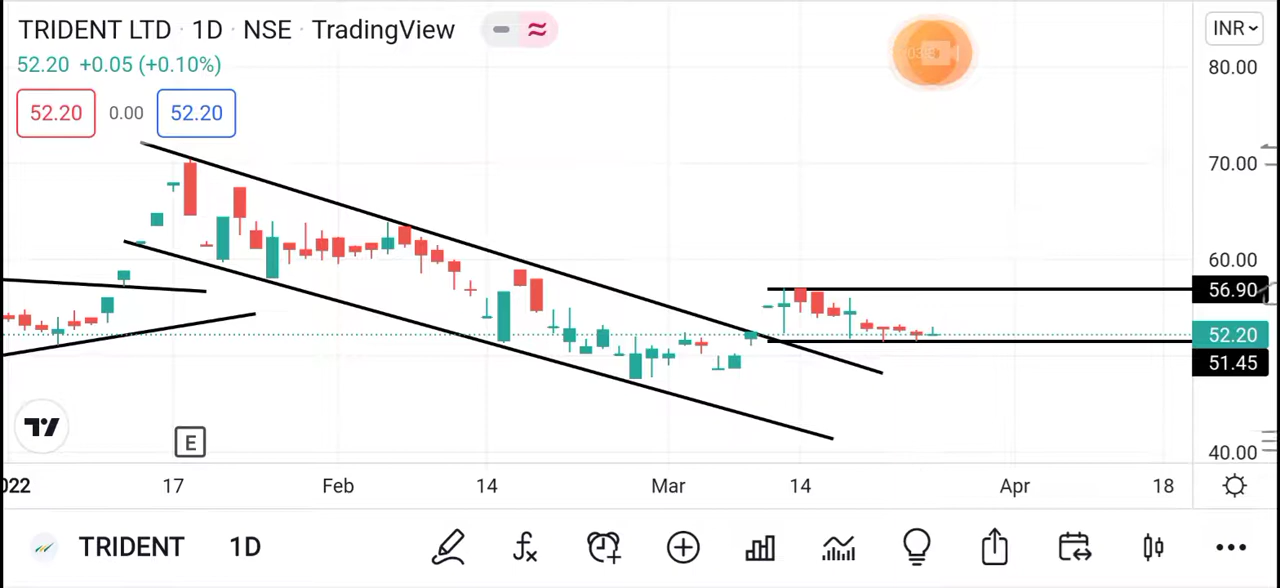 TRIDENT LTD · 1D · NSE · TradingView
INR
52.20 +0.05 (+0.10%)
80.00
52.20 0.00 52.20
70.00
60.00
56.90
52.20
51.45
E
40.00
022 17 Feb 14 Mar 14 Apr 18
TRIDENT 1D